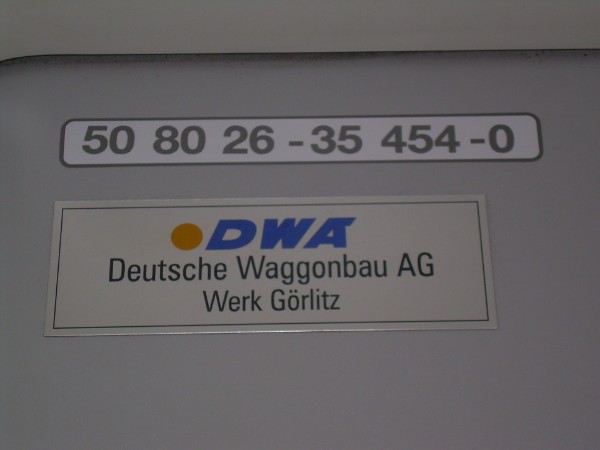 50 80 26-35 454-0
DWA
Deutsche Waggonbau AG
Werk Görlitz